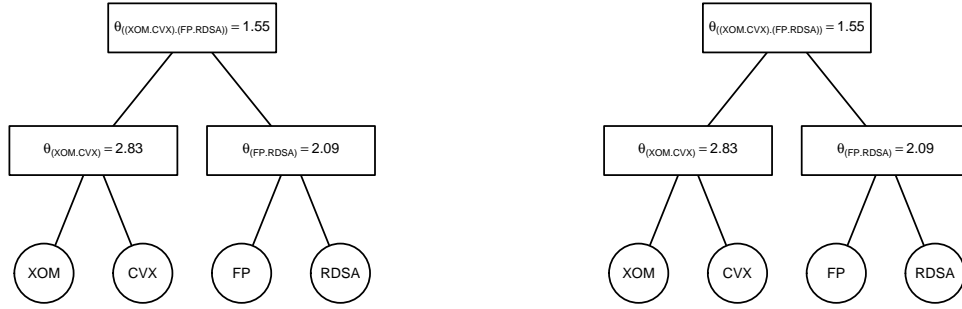 θ((XOM.CVX).(FP.RDSA)) = 1.55
θ(XOM.CVX) = 2.83 θ(FP.RDSA) = 2.09
XOM CVX FP RDSA
θ((XOM.CVX).(FP.RDSA)) = 1.55
θ(XOM.CVX) = 2.83 θ(FP.RDSA) = 2.09
XOM CVX FP RDSA